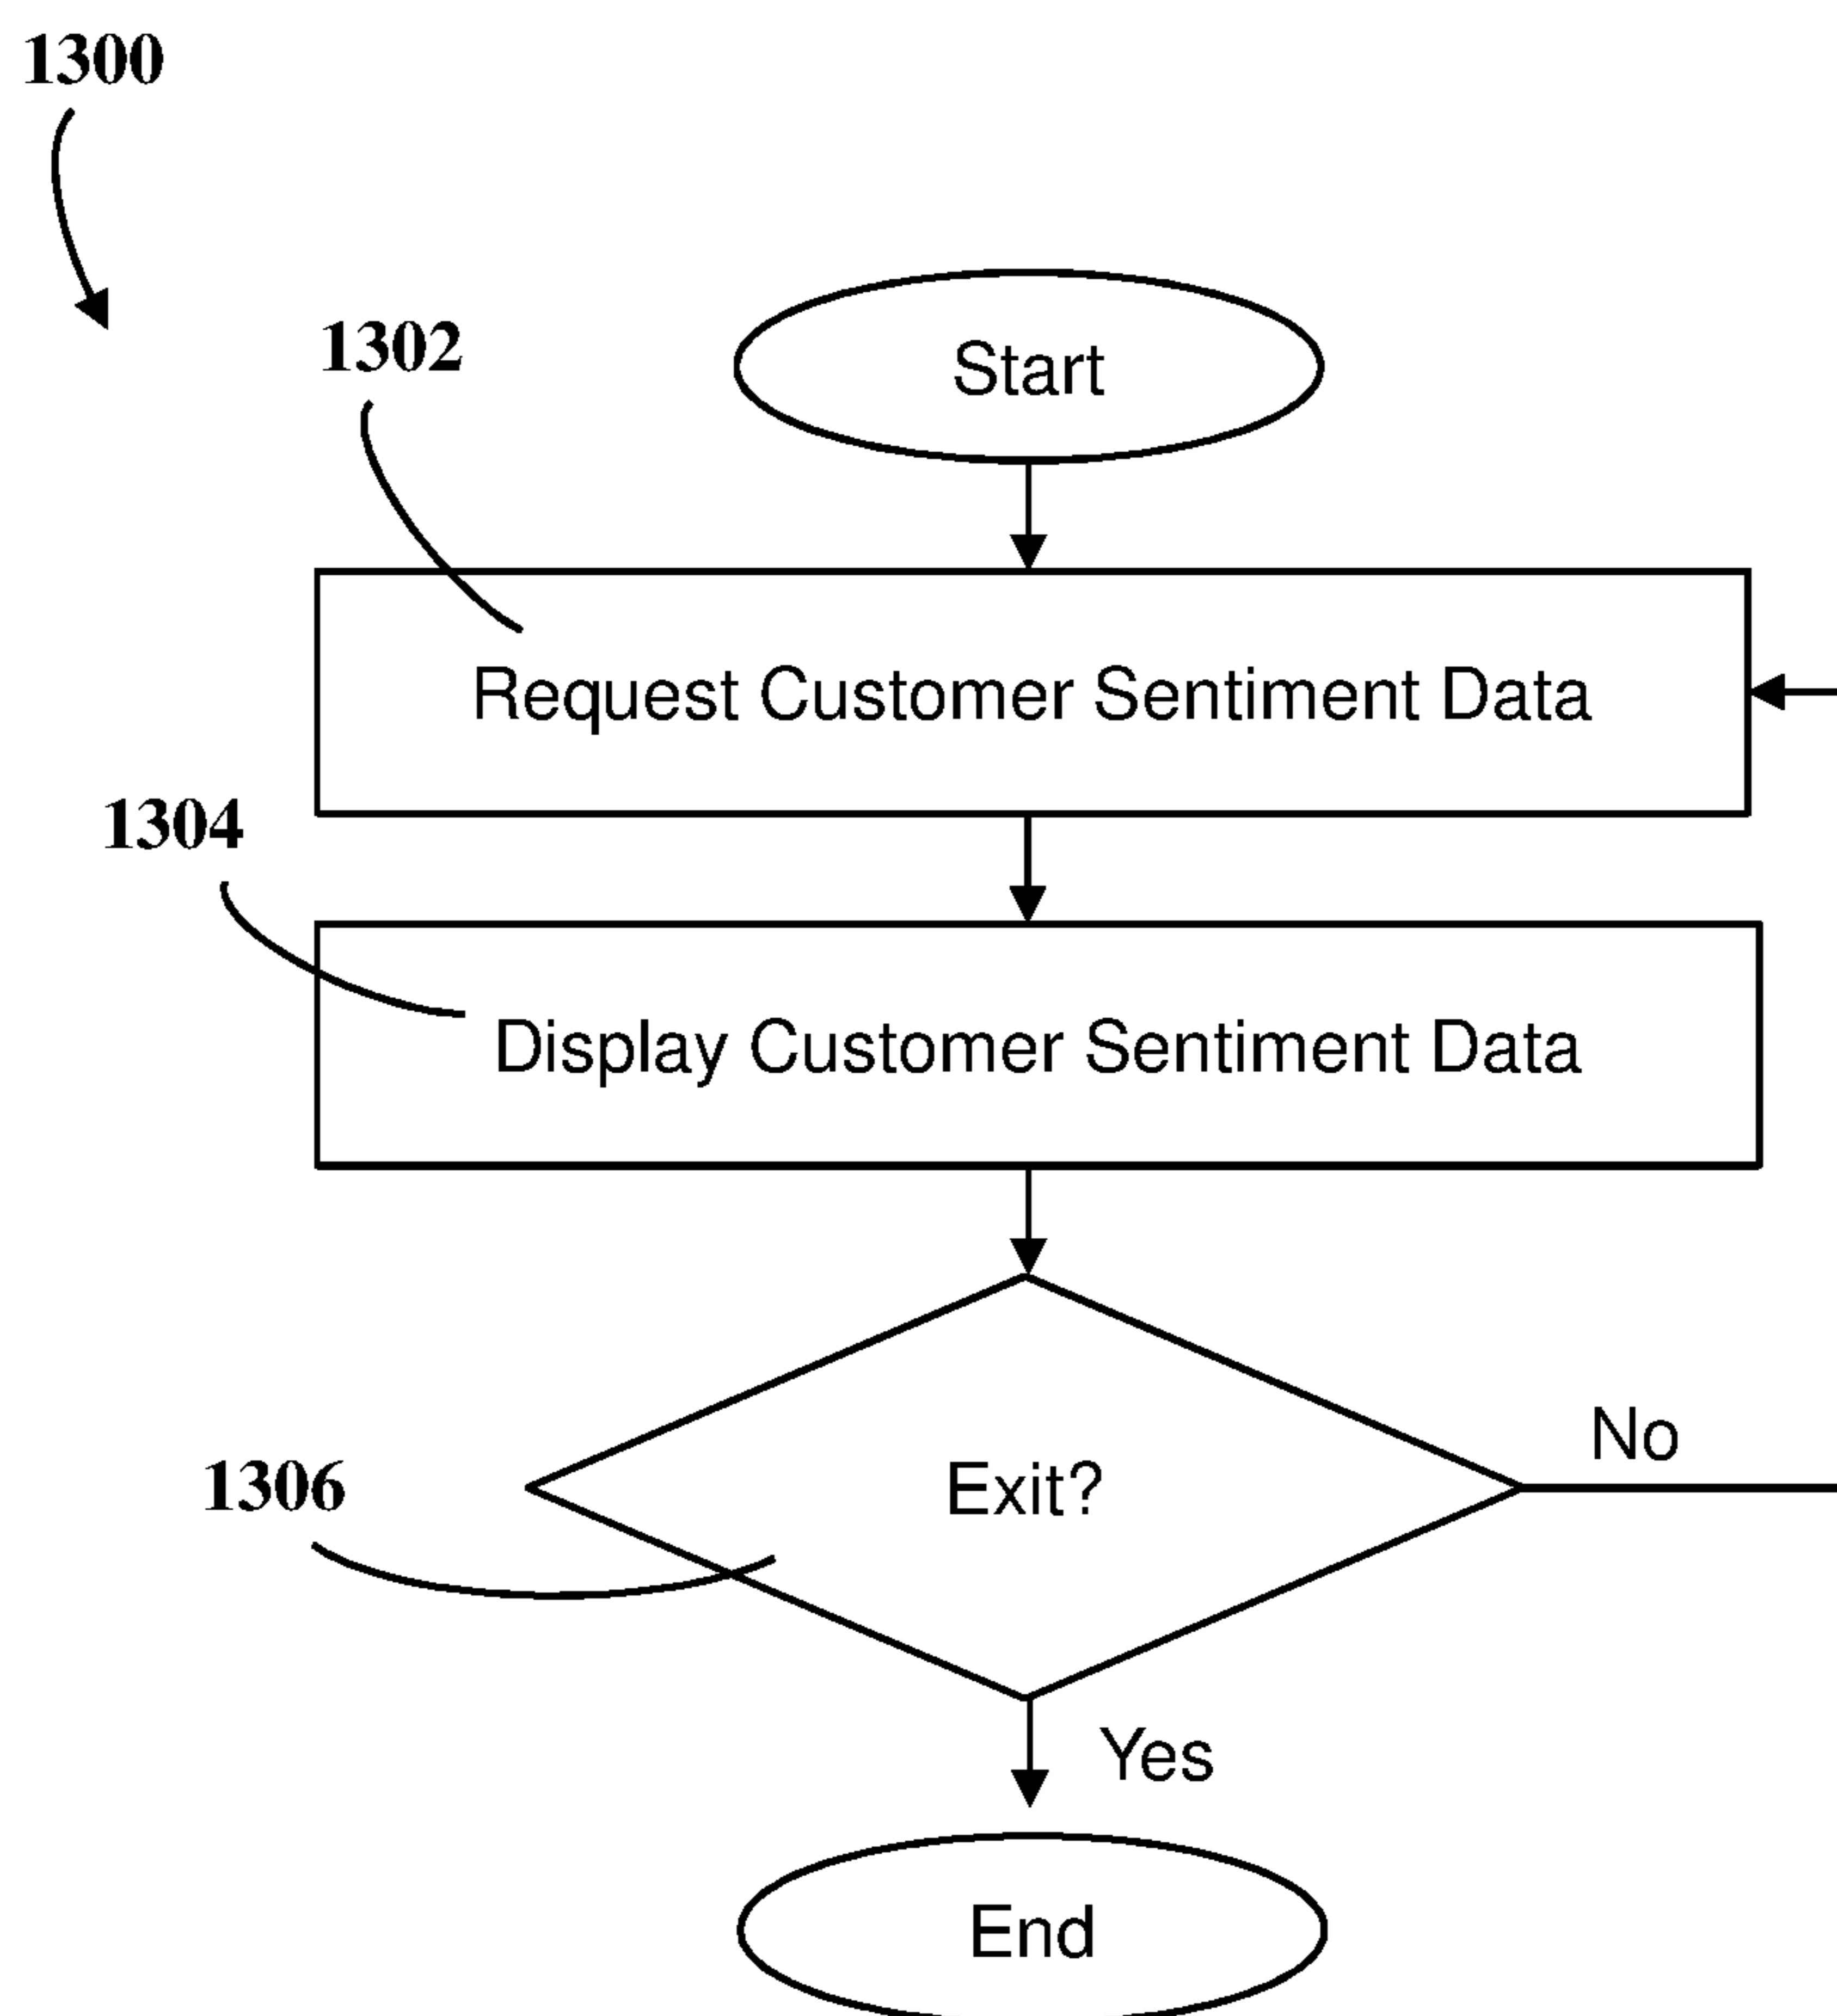 1300
1302
Start
Request Customer Sentiment Data
1304
Display Customer Sentiment Data
No
1306
Exit?
Yes
End